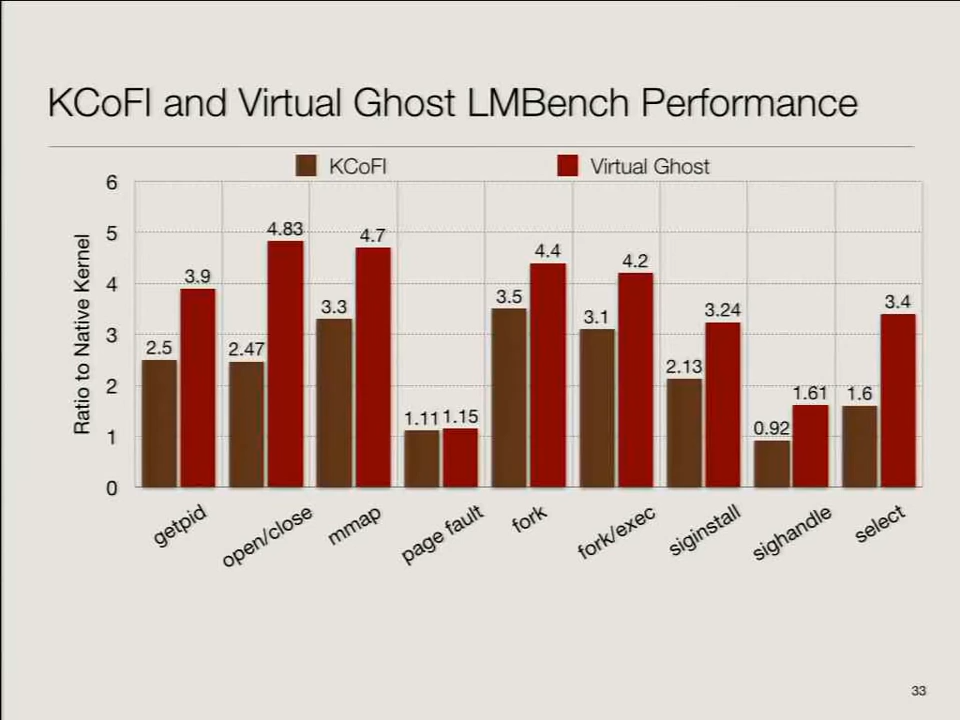 KCoFI and Virtual Ghost LMBench Performance
KCoFI
Virtual Ghost
Ratio to Native Kernel
6
5
4
3
2
1
0
2.5
3.9
2.47
4.83
3.3
4.7
1.11
1.15
3.5
4.4
3.1
4.2
2.13
3.24
0.92
1.61
1.6
3.4
getpid
open/close
mmap
page fault
fork
fork/exec
siginstall
sighandle
select
33